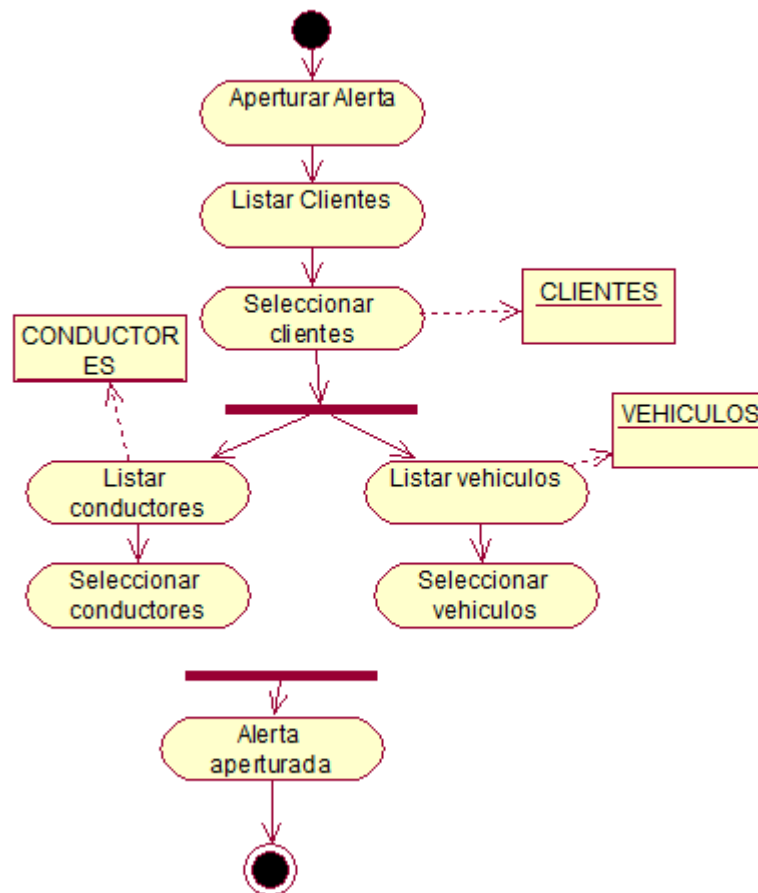 Aperturar Alerta
Listar Clientes
Seleccionar
clientes
CLIENTES
CONDUCTOR
ES
VEHICULOS
Listar
conductores
Listar vehiculos
Seleccionar
conductores
Seleccionar
vehiculos
Alerta
aperturada